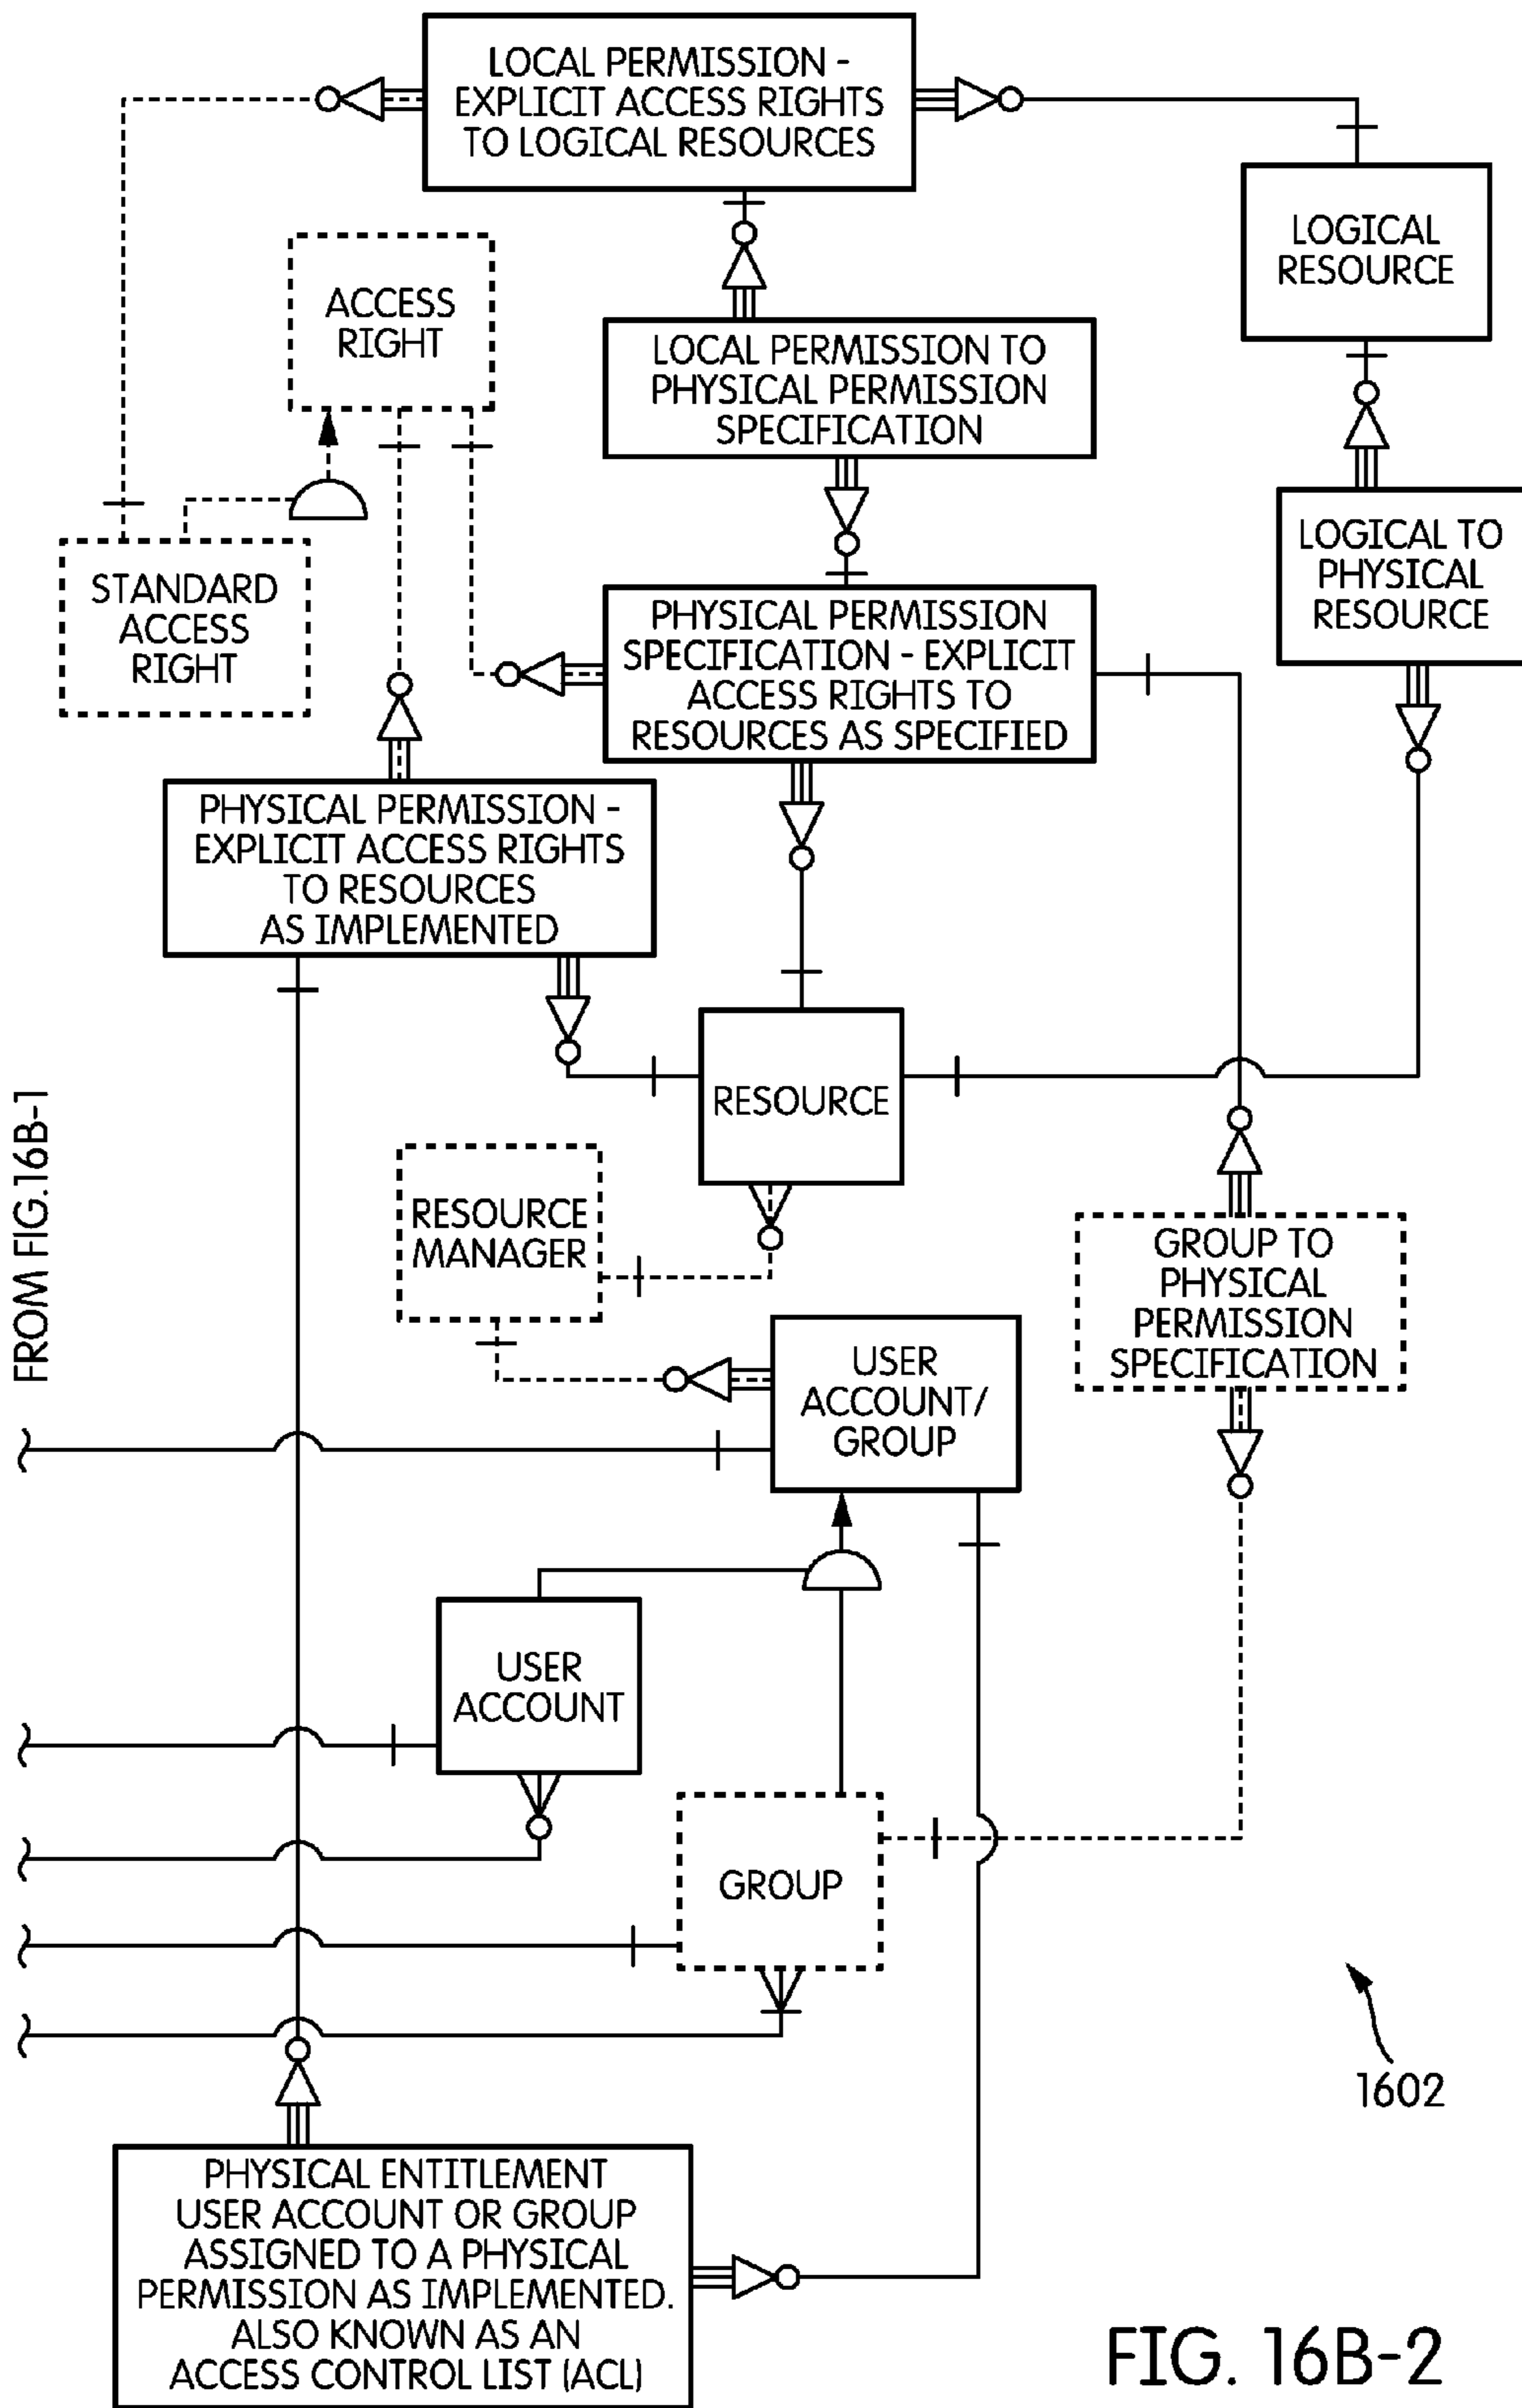 LOCAL PERMISSION -
EXPLICIT ACCESS RIGHTS
TO LOGICAL RESOURCES
LOGICAL
RESOURCE
ACCESS
RIGHT
LOCAL PERMISSION TO
PHYSICAL PERMISSION
SPECIFICATION
LOGICAL TO
PHYSICAL
RESOURCE
STANDARD
ACCESS
RIGHT
PHYSICAL PERMISSION
SPECIFICATION - EXPLICIT
ACCESS RIGHTS TO
RESOURCES AS SPECIFIED
PHYSICAL PERMISSION -
EXPLICIT ACCESS RIGHTS
TO RESOURCES
AS IMPLEMENTED
RESOURCE
FROM FIG.16B-1
RESOURCE
MANAGER
GROUP TO
PHYSICAL
PERMISSION
SPECIFICATION
USER
ACCOUNT/
GROUP
USER
ACCOUNT
GROUP
1602
PHYSICAL ENTITLEMENT
USER ACCOUNT OR GROUP
ASSIGNED TO A PHYSICAL
PERMISSION AS IMPLEMENTED.
ALSO KNOWN AS AN
ACCESS CONTROL LIST (ACL)
FIG. 16B-2